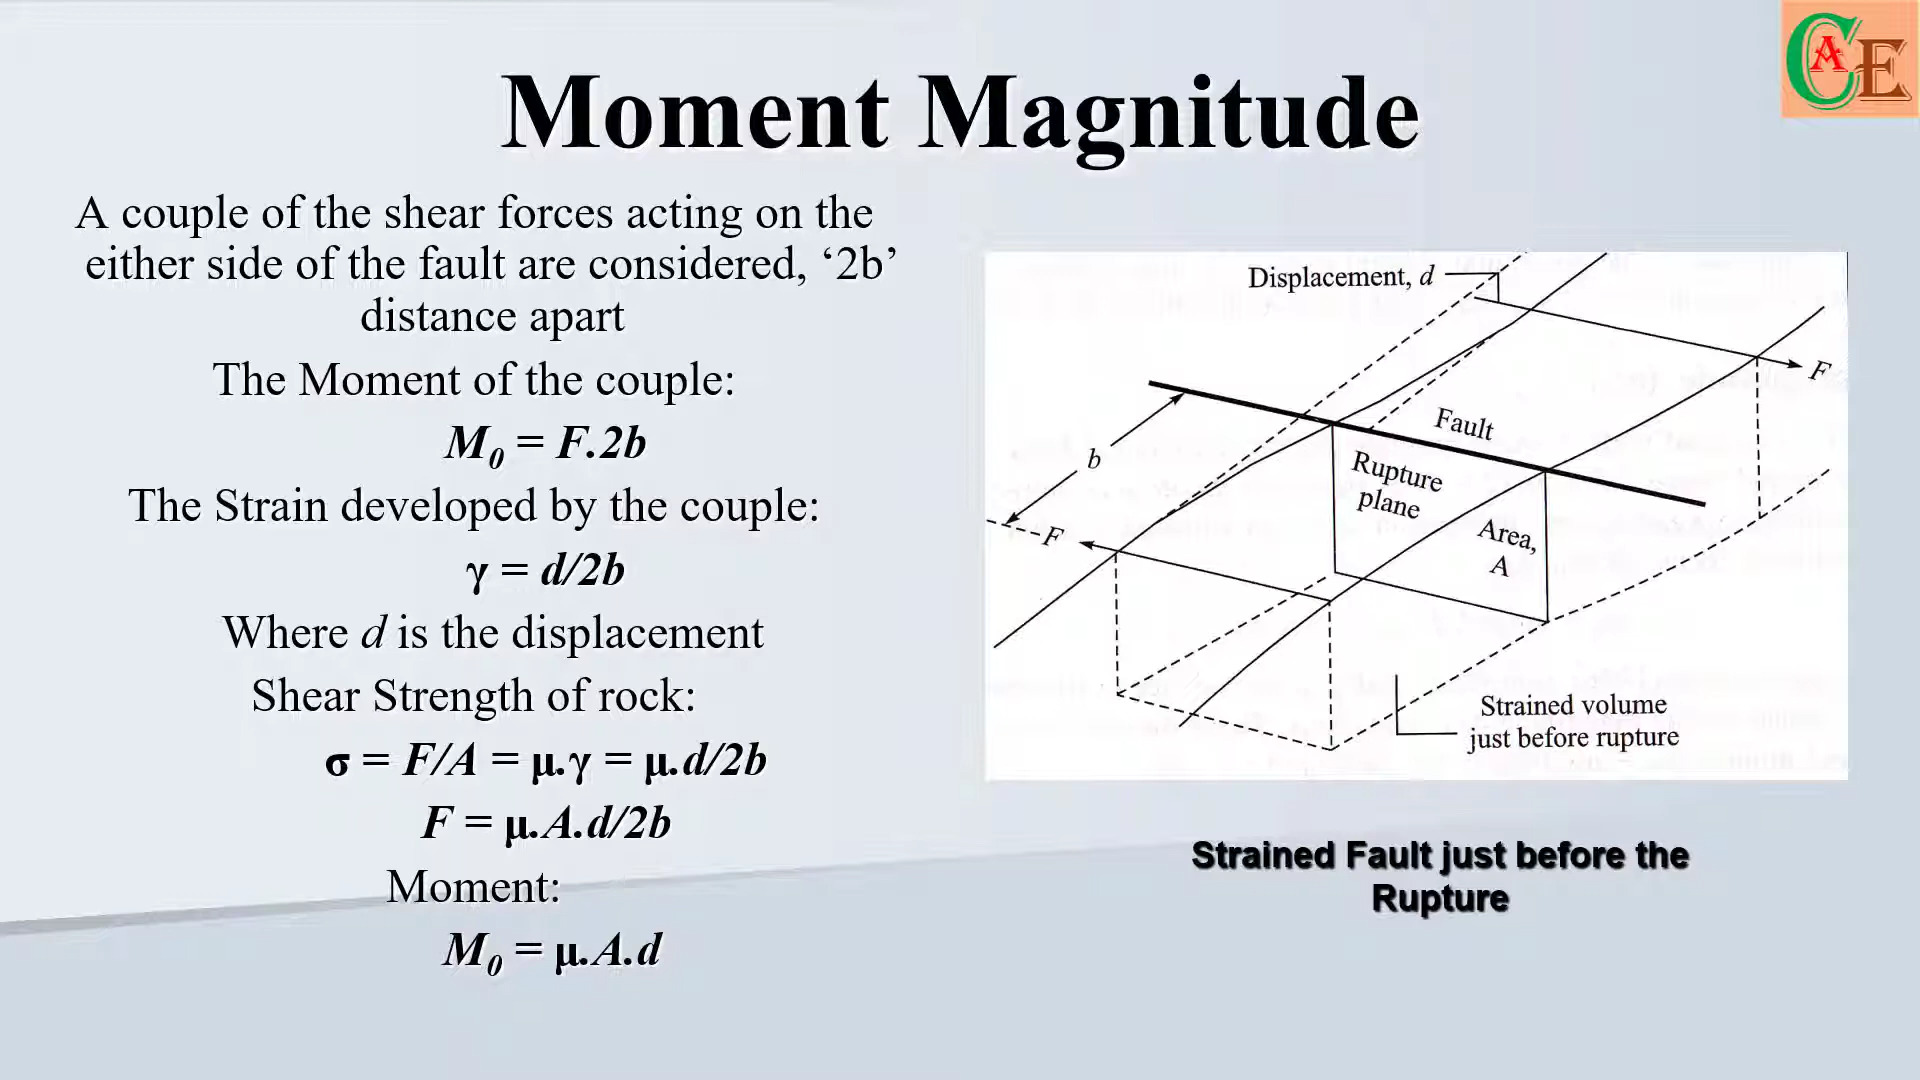 Moment Magnitude
CAE
A couple of the shear forces acting on the
either side of the fault are considered, ‘2b’
distance apart
The Moment of the couple:
M₀ = F.2b
The Strain developed by the couple:
γ = d/2b
Where d is the displacement
Shear Strength of rock:
σ = F/A = μ.γ = μ.d/2b
F = μ.A.d/2b
Moment:
M₀ = μ.A.d
Displacement, d
F
Fault
b
Rupture
plane
Area,
A
F
Strained volume
just before rupture
Strained Fault just before the
Rupture